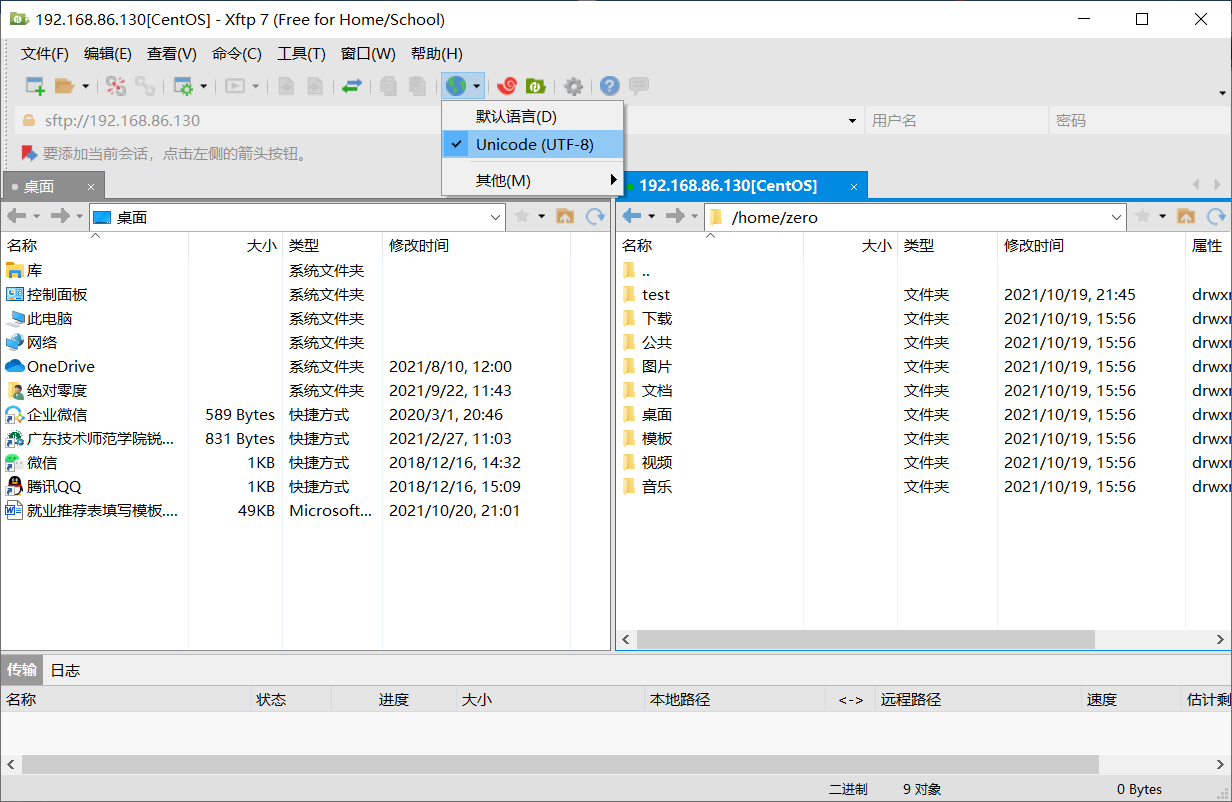 192.168.86.130[CentOS] - Xftp 7 (Free for Home/School)
文件(F) 编辑(E) 查看(V) 命令(C) 工具(T) 窗口(W) 帮助(H)
sftp://192.168.86.130 用户名 密码
默认语言(D)
Unicode (UTF-8)
其他(M)
要添加当前会话，点击左侧的箭头按钮。
桌面 192.168.86.130[CentOS]
桌面 /home/zero
名称 大小 类型 修改时间
库 系统文件夹
控制面板 系统文件夹
此电脑 系统文件夹
网络 系统文件夹
OneDrive 系统文件夹 2021/8/10, 12:00
绝对零度 系统文件夹 2021/9/22, 11:43
企业微信 589 Bytes 快捷方式 2020/3/1, 20:46
广东技术师范学院锐... 831 Bytes 快捷方式 2021/2/27, 11:03
微信 1KB 快捷方式 2018/12/16, 14:32
腾讯QQ 1KB 快捷方式 2018/12/16, 15:09
就业推荐表填写模板.... 49KB Microsoft... 2021/10/20, 21:01
名称 大小 类型 修改时间 属性
..
test 文件夹 2021/10/19, 21:45 drwx
下载 文件夹 2021/10/19, 15:56 drwx
公共 文件夹 2021/10/19, 15:56 drwx
图片 文件夹 2021/10/19, 15:56 drwx
文档 文件夹 2021/10/19, 15:56 drwx
桌面 文件夹 2021/10/19, 15:56 drwx
模板 文件夹 2021/10/19, 15:56 drwx
视频 文件夹 2021/10/19, 15:56 drwx
音乐 文件夹 2021/10/19, 15:56 drwx
传输 日志
名称 状态 进度 大小 本地路径 <-> 远程路径 速度 估计剩
二进制 9 对象 0 Bytes